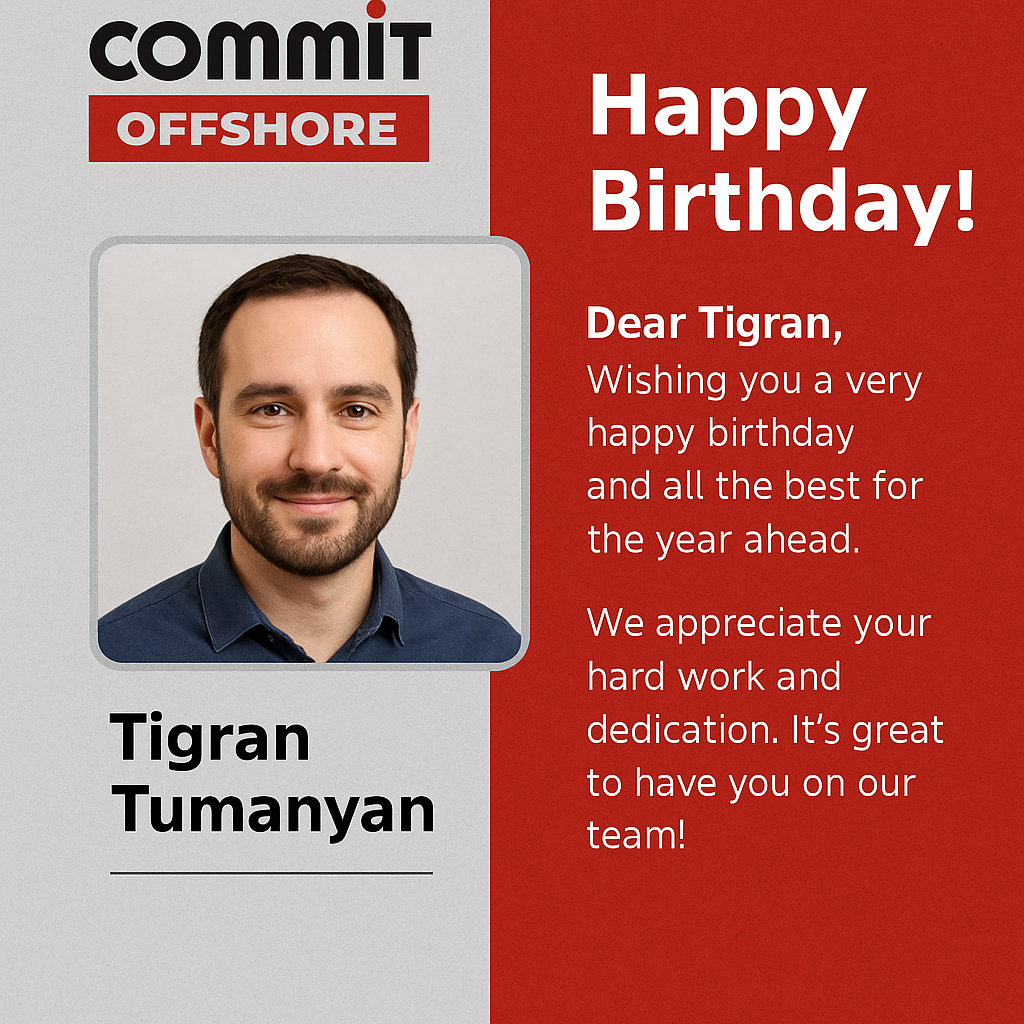 commit
OFFSHORE
Tigran
Tumanyan
Happy
Birthday!
Dear Tigran,
Wishing you a very
happy birthday
and all the best for
the year ahead.
We appreciate your
hard work and
dedication. It‘s great
to have you on our
team!